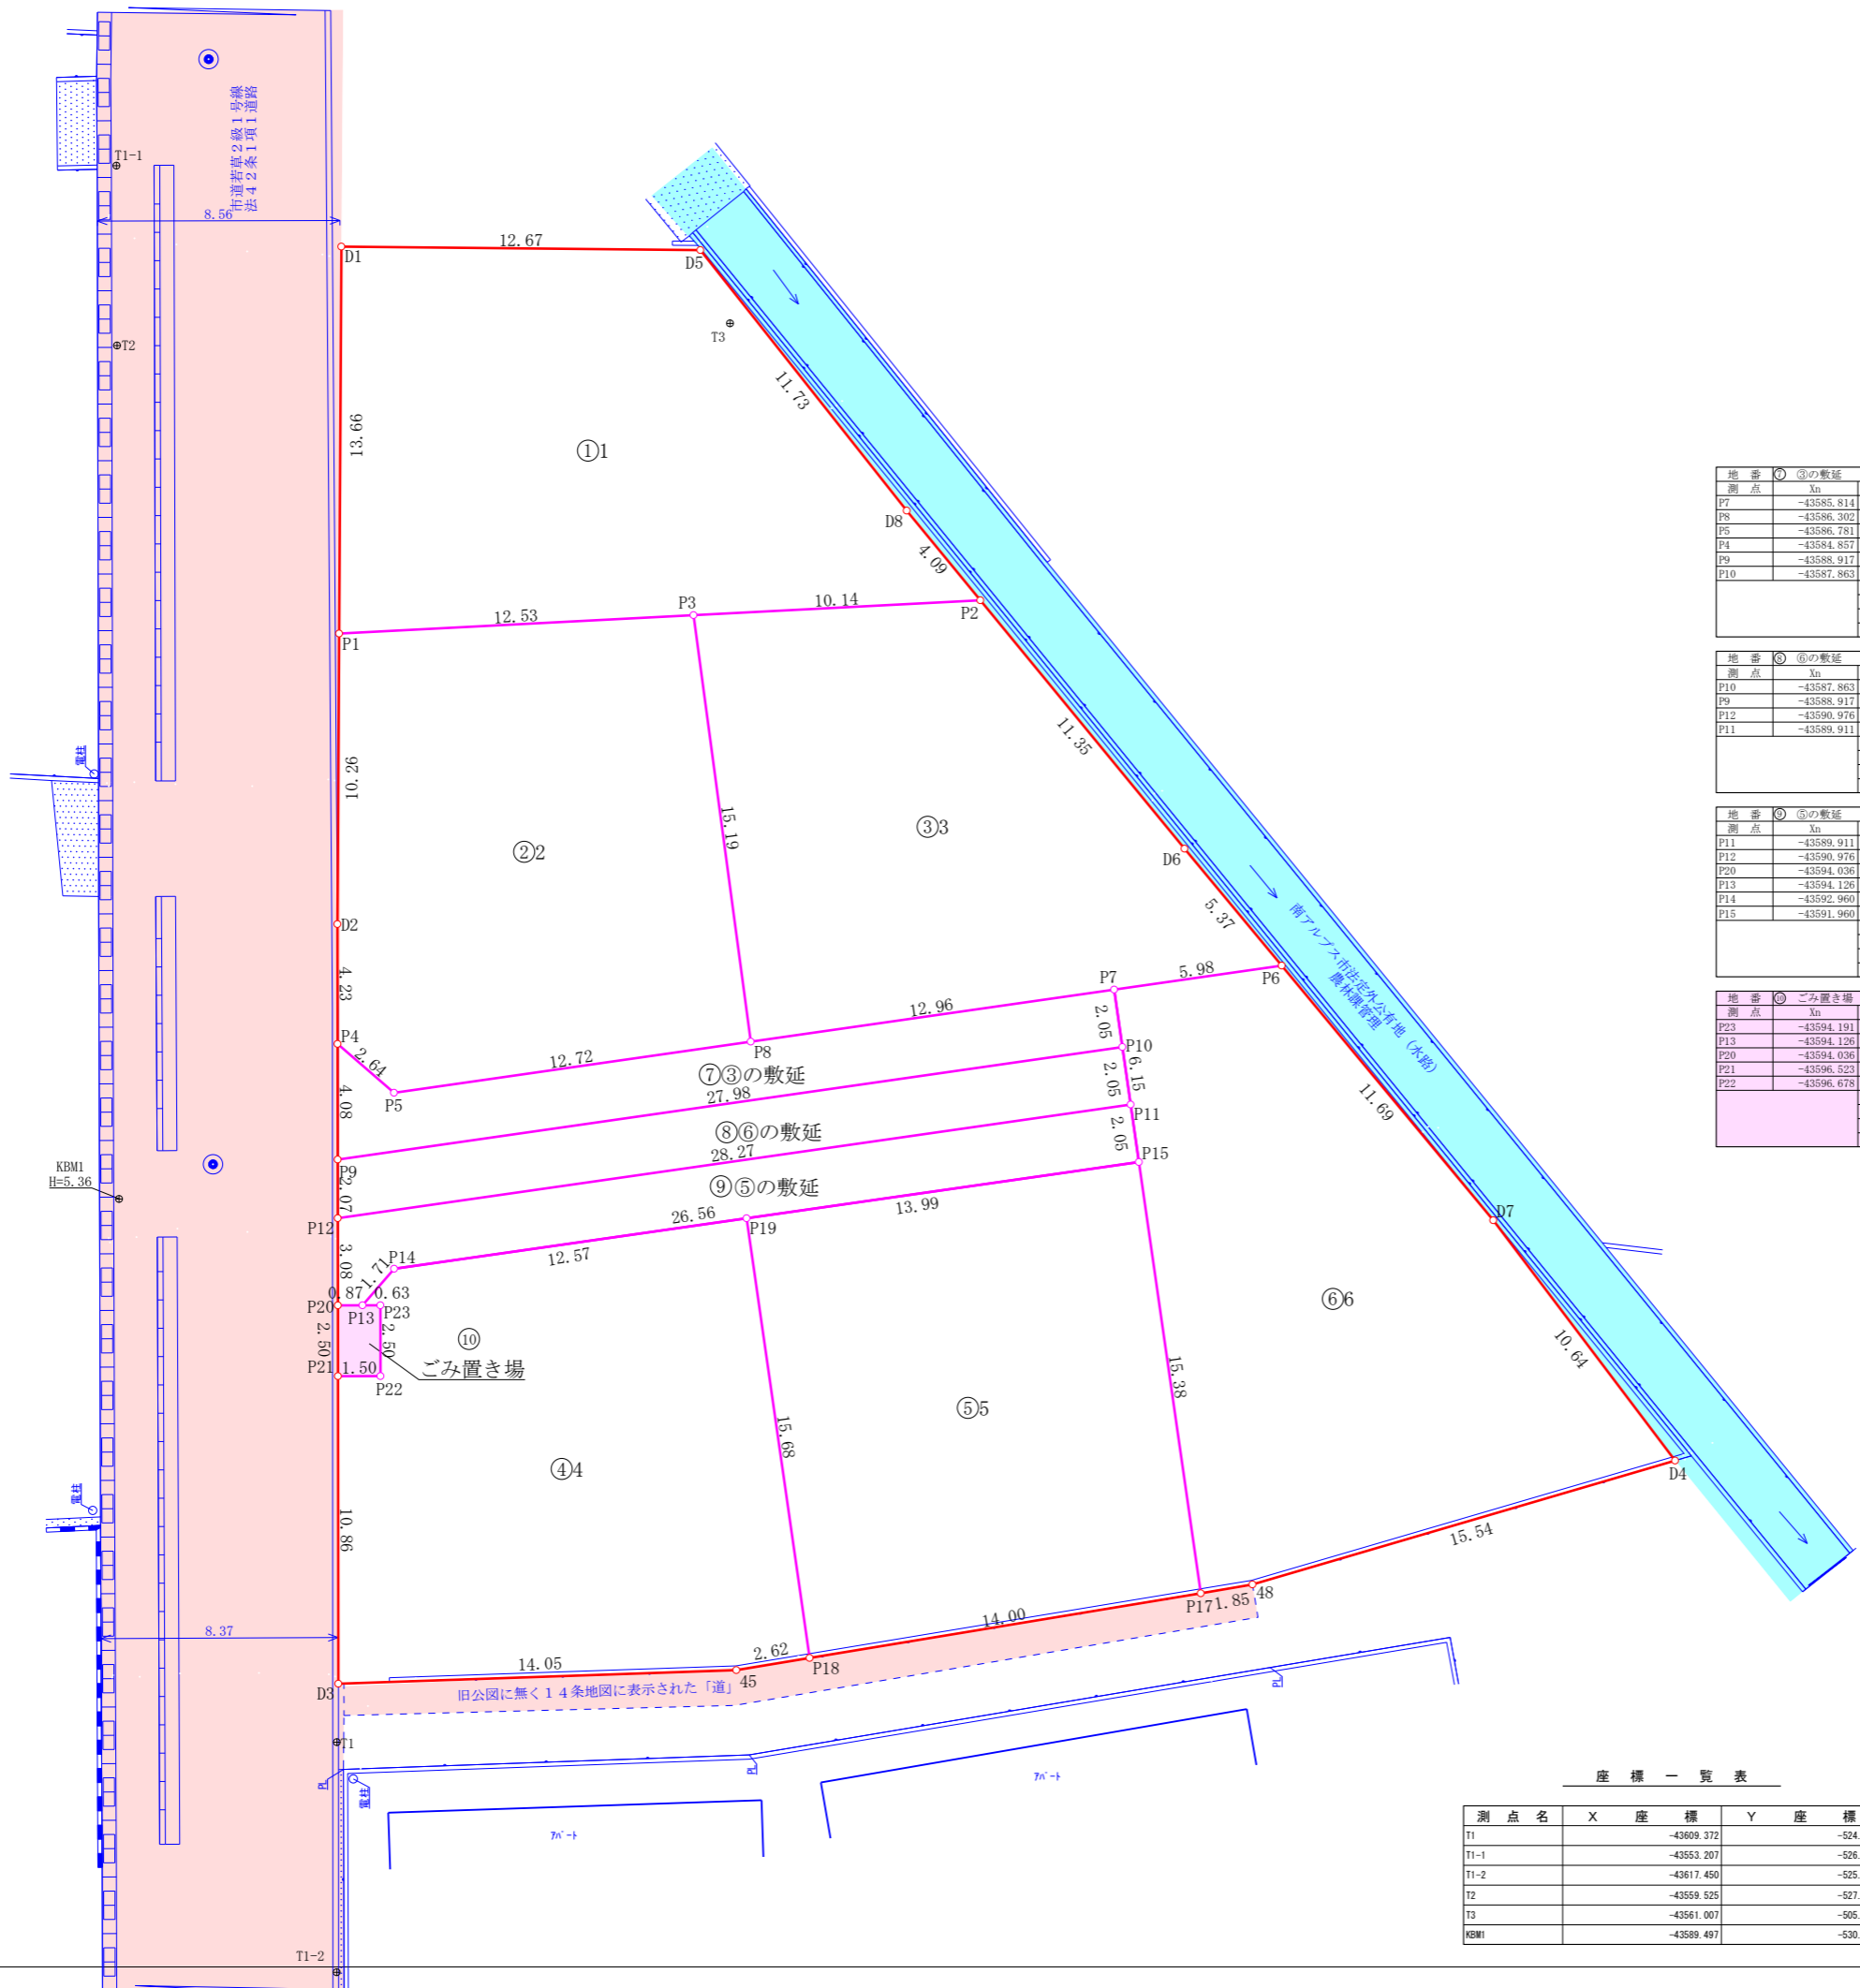 市道若草２級１号線
法４２条１項１道路
T1-1
8.56
D1
12.67
D5
T2
T3
13.66
11.73
①1
D8
4.09
P3
10.14
P2
12.53
P1
電柱
10.26
15.19
11.35
③3
②2
D6
D2
5.37
南アルプス市法定外公有地（水路）
農林課管理
4.23
P7
5.98
P6
12.96
2.05
P4
2.64
P8
P10
12.72
6.15
⑦③の敷延
2.05
4.08
P5
27.98
P11
11.69
⑧⑥の敷延
28.27
2.05
P15
KBM1
H=5.36
P9
2.07
⑨⑤の敷延
13.99
P12
26.56
P19
D7
3.08
P14
12.57
1.71
0.87
0.63
P20
P13
P23
⑥6
2.50
2.50
⑩
ごみ置き場
P21
1.50
P22
10.64
15.38
⑤5
15.68
④4
D4
電柱
10.86
15.54
P17
1.85
48
14.00
8.37
2.62
14.05
P18
45
D3
旧公図に無く１４条地図に表示された「道」
PL
T1
PL
PL
電柱
ｱﾊﾟｰﾄ
ｱﾊﾟｰﾄ
T1-2
地番 ⑦ ③の敷延
測点 Xn
P7 -43585.814
P8 -43586.302
P5 -43586.781
P4 -43584.857
P9 -43588.917
P10 -43587.863
地番 ⑧ ⑥の敷延
測点 Xn
P10 -43587.863
P9 -43588.917
P12 -43590.976
P11 -43589.911
地番 ⑨ ⑤の敷延
測点 Xn
P11 -43589.911
P12 -43590.976
P20 -43594.036
P13 -43594.126
P14 -43592.960
P15 -43591.960
地番 ⑩ ごみ置き場
測点 Xn
P23 -43594.191
P13 -43594.126
P20 -43594.036
P21 -43596.523
P22 -43596.678
座標一覧表
測点名 X座標 Y座標
T1 -43609.372 -524.
T1-1 -43553.207 -526.
T1-2 -43617.450 -525.
T2 -43559.525 -527.
T3 -43561.007 -505.
KBM1 -43589.497 -530.